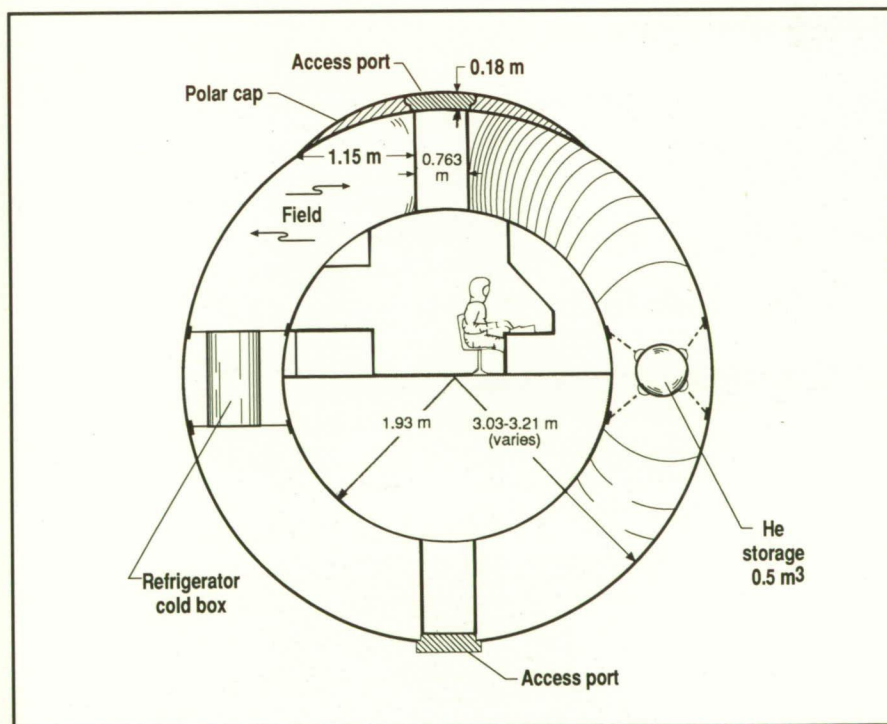 Access port
0.18 m
Polar cap
1.15 m
0.763
m
Field
1.93 m
3.03-3.21 m
(varies)
He
storage
0.5 m³
Refrigerator
cold box
Access port